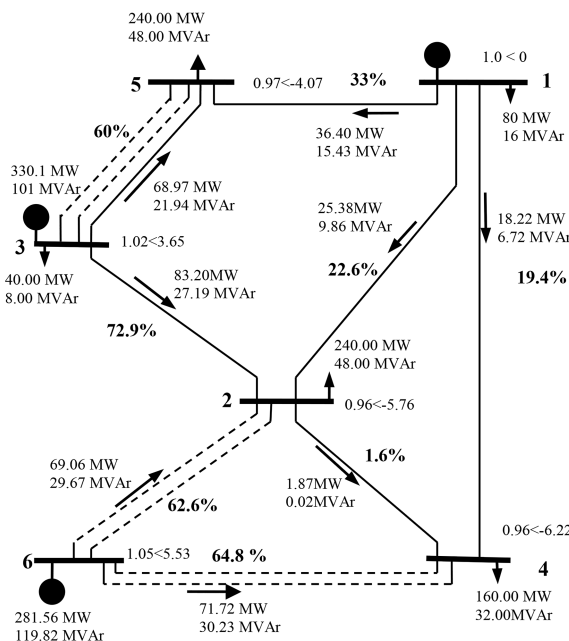 240.00 MW
48.00 MVAr
5
0.97<-4.07
33%
1.0 < 0
1
80 MW
16 MVAr
36.40 MW
15.43 MVAr
60%
330.1 MW
101 MVAr
68.97 MW
21.94 MVAr
25.38MW
9.86 MVAr
18.22 MW
6.72 MVAr
3
1.02<3.65
40.00 MW
8.00 MVAr
83.20MW
27.19 MVAr
22.6%
19.4%
72.9%
240.00 MW
48.00 MVAr
2
0.96<-5.76
69.06 MW
29.67 MVAr
1.6%
1.87MW
0.02MVAr
62.6%
0.96<-6.22
6
1.05<5.53
64.8 %
4
281.56 MW
119.82 MVAr
71.72 MW
30.23 MVAr
160.00 MW
32.00MVAr